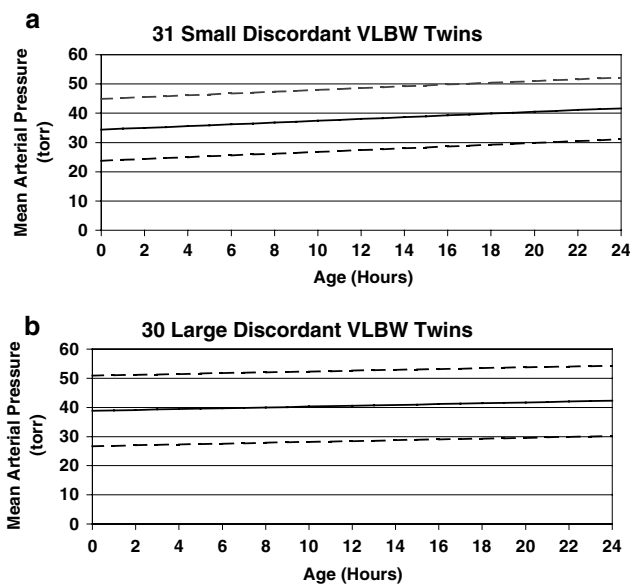 a
31 Small Discordant VLBW Twins
Mean Arterial Pressure
(torr)
60
50
40
30
20
10
0
0 2 4 6 8 10 12 14 16 18 20 22 24
Age (Hours)
b
30 Large Discordant VLBW Twins
Mean Arterial Pressure
(torr)
60
50
40
30
20
10
0
0 2 4 6 8 10 12 14 16 18 20 22 24
Age (Hours)